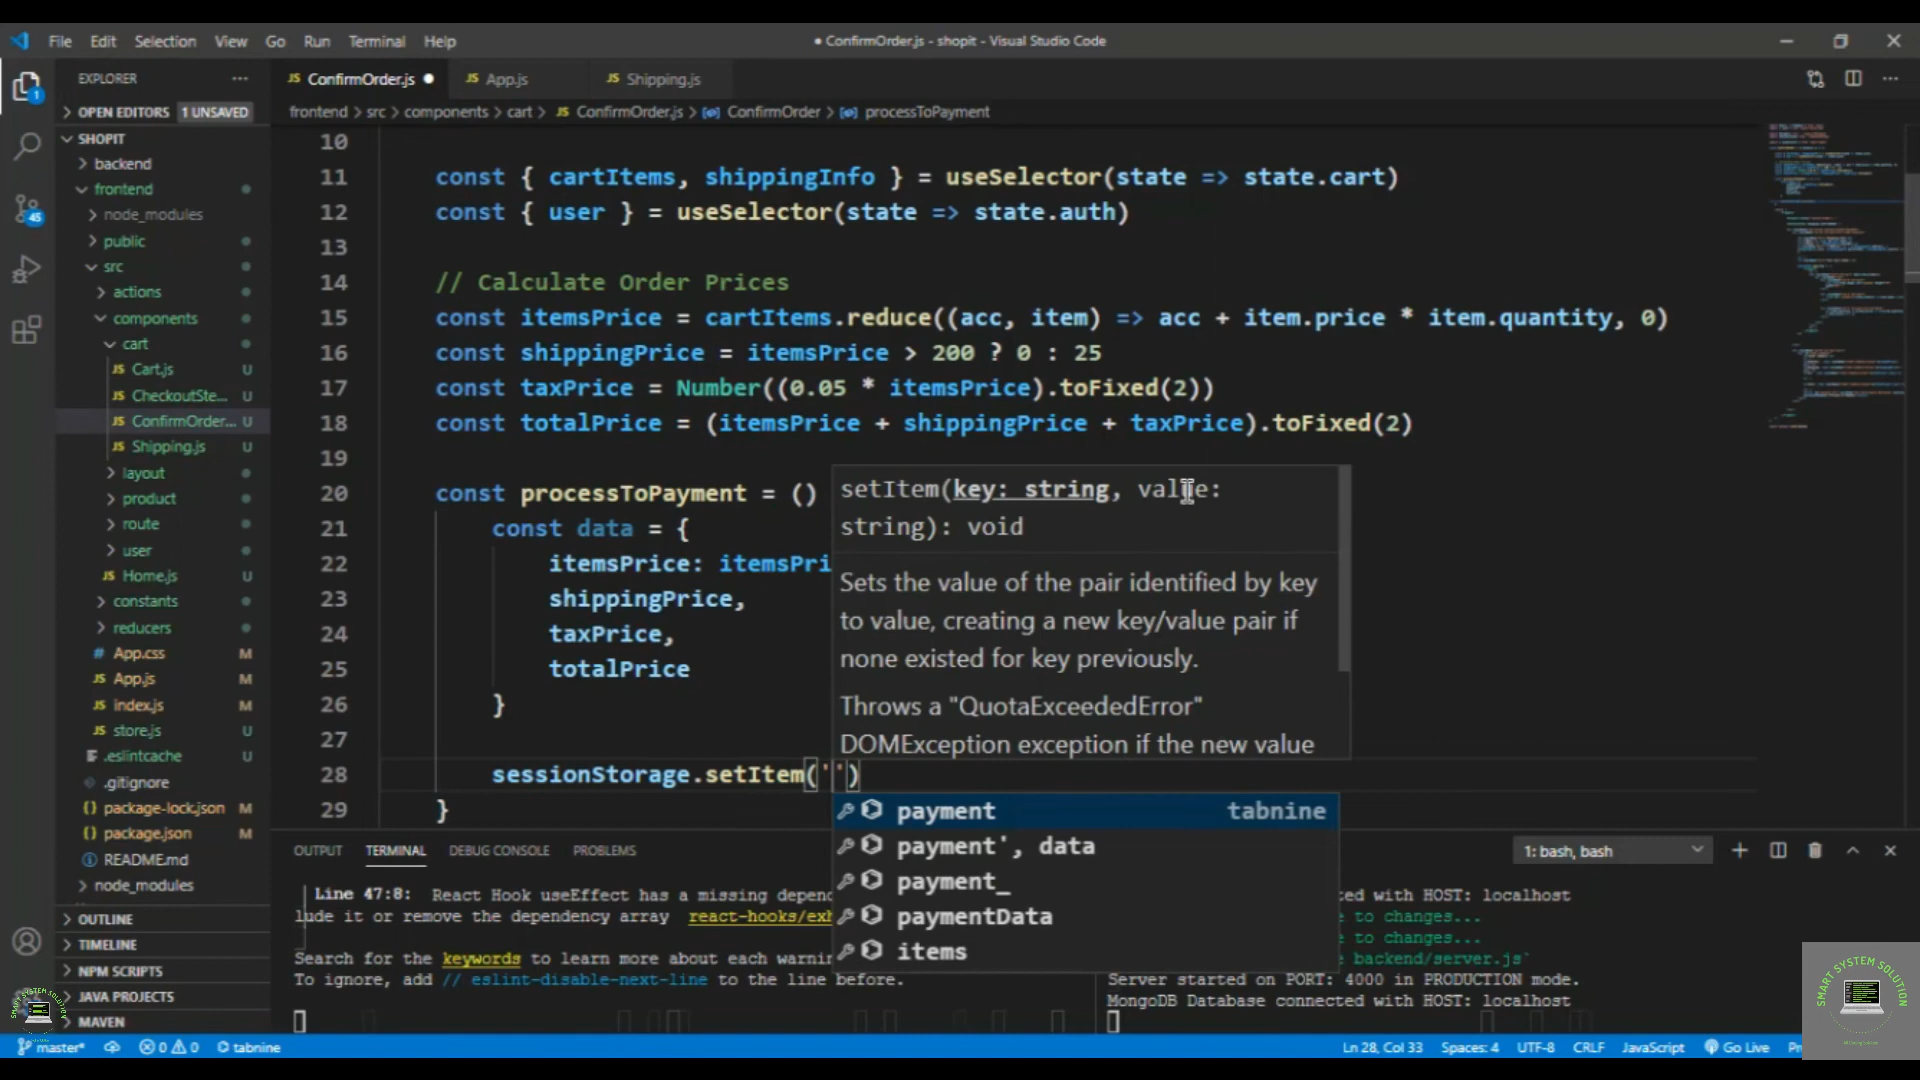 File Edit Selection View Go Run Terminal Help
● ConfirmOrder.js - shopit - Visual Studio Code
EXPLORER
ConfirmOrder.js
App.js
Shipping.js
OPEN EDITORS 1 UNSAVED
frontend > src > components > cart > JS ConfirmOrder.js > ConfirmOrder > processToPayment
SHOPIT
backend
frontend
node_modules
public
src
actions
components
cart
JS Cart.js U
JS CheckoutSte... U
JS ConfirmOrder... U
JS Shipping.js U
layout
product
route
user
JS Home.js U
constants
reducers
# App.css M
JS App.js M
JS index.js M
JS store.js U
.eslintcache U
.gitignore
{} package-lock.json M
{} package.json M
README.md
node_modules
OUTLINE
TIMELINE
NPM SCRIPTS
JAVA PROJECTS
MAVEN
1
45
10
11 const { cartItems, shippingInfo } = useSelector(state => state.cart)
12 const { user } = useSelector(state => state.auth)
13
14 // Calculate Order Prices
15 const itemsPrice = cartItems.reduce((acc, item) => acc + item.price * item.quantity, 0)
16 const shippingPrice = itemsPrice > 200 ? 0 : 25
17 const taxPrice = Number((0.05 * itemsPrice).toFixed(2))
18 const totalPrice = (itemsPrice + shippingPrice + taxPrice).toFixed(2)
19
20 const processToPayment = ()
21 const data = {
22 itemsPrice: itemsPri
23 shippingPrice,
24 taxPrice,
25 totalPrice
26 }
27
28 sessionStorage.setItem('')
29 }
setItem(key: string, value:
string): void
Sets the value of the pair identified by key
to value, creating a new key/value pair if
none existed for key previously.
Throws a "QuotaExceededError"
DOMException exception if the new value
payment tabnine
payment', data
payment_
paymentData
items
OUTPUT TERMINAL DEBUG CONSOLE PROBLEMS
1: bash, bash
Line 47:8: React Hook useEffect has a missing depend
lude it or remove the dependency array react-hooks/exh
Search for the keywords to learn more about each warnin
To ignore, add // eslint-disable-next-line to the line before.
ted with HOST: localhost
e to changes...
e to changes...
e backend/server.js`
Server started on PORT: 4000 in PRODUCTION mode.
MongoDB Database connected with HOST: localhost
master* 0 0 tabnine
Ln 28, Col 33 Spaces: 4 UTF-8 CRLF JavaScript Go Live
SMART SYSTEM SOLUTION
SMART SYSTEM SOLUTION